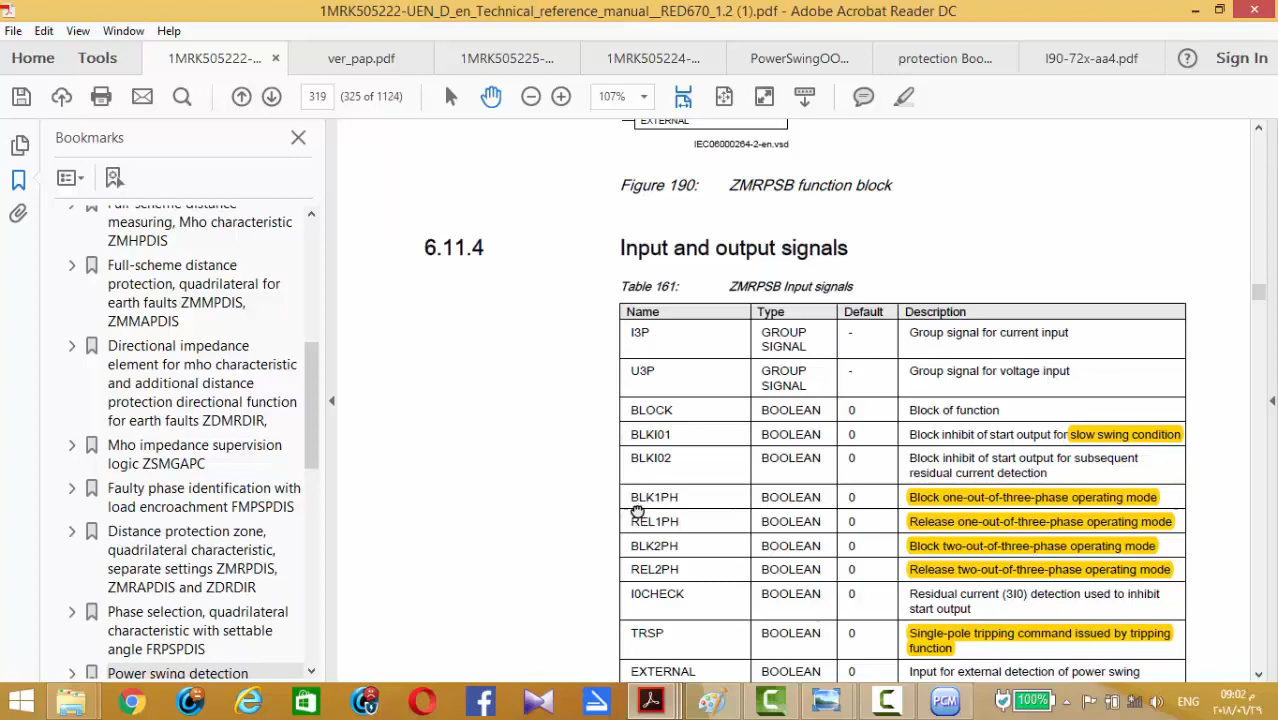 1MRK505222-UEN_D_en_Technical_reference_manual__RED670_1.2 (1).pdf - Adobe Acrobat Reader DC
File Edit View Window Help
Home Tools 1MRK505222-... × ver_pap.pdf 1MRK505225-... 1MRK505224-... PowerSwingOO... protection Boo... I90-72x-aa4.pdf Sign In
319 (325 of 1124) 107%
Bookmarks
Full-scheme distance
measuring, Mho characteristic
ZMHPDIS
Full-scheme distance
protection, quadrilateral for
earth faults ZMMPDIS,
ZMMAPDIS
Directional impedance
element for mho characteristic
and additional distance
protection directional function
for earth faults ZDMRDIR,
Mho impedance supervision
logic ZSMGAPC
Faulty phase identification with
load encroachment FMPSPDIS
Distance protection zone,
quadrilateral characteristic,
separate settings ZMRPDIS,
ZMRAPDIS and ZDRDIR
Phase selection, quadrilateral
characteristic with settable
angle FRPSPDIS
Power swing detection
EXTERNAL
IEC06000264-2-en.vsd
Figure 190: ZMRPSB function block
6.11.4 Input and output signals
Table 161: ZMRPSB Input signals
Name Type Default Description
I3P GROUP SIGNAL - Group signal for current input
U3P GROUP SIGNAL - Group signal for voltage input
BLOCK BOOLEAN 0 Block of function
BLKI01 BOOLEAN 0 Block inhibit of start output for slow swing condition
BLKI02 BOOLEAN 0 Block inhibit of start output for subsequent
residual current detection
BLK1PH BOOLEAN 0 Block one-out-of-three-phase operating mode
REL1PH BOOLEAN 0 Release one-out-of-three-phase operating mode
BLK2PH BOOLEAN 0 Block two-out-of-three-phase operating mode
REL2PH BOOLEAN 0 Release two-out-of-three-phase operating mode
I0CHECK BOOLEAN 0 Residual current (3I0) detection used to inhibit
start output
TRSP BOOLEAN 0 Single-pole tripping command issued by tripping
function
EXTERNAL BOOLEAN 0 Input for external detection of power swing
PCM 100% ENG م 09:02
٢٠١٨/٠٦/٢٩